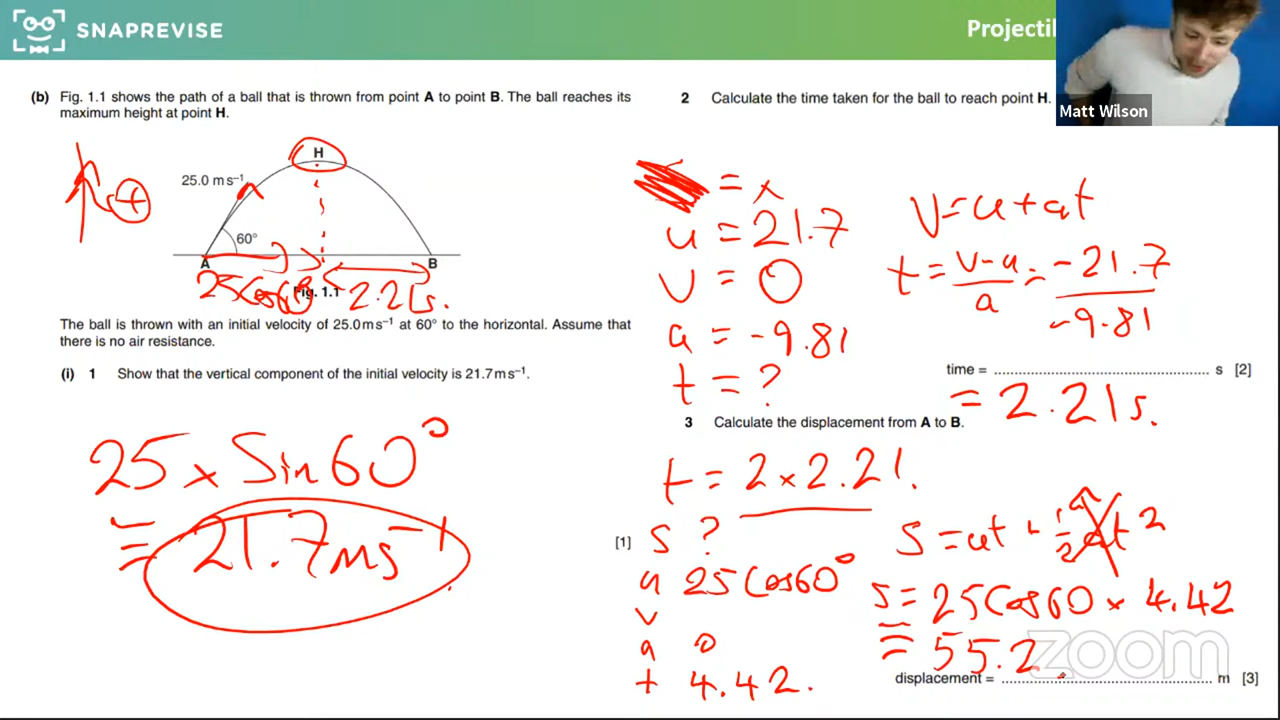 SNAPREVISE
Projectil
Matt Wilson
(b) Fig. 1.1 shows the path of a ball that is thrown from point A to point B. The ball reaches its
maximum height at point H.
H
25.0 m s⁻¹
+
60°
A
B
25Cos60°
Fig. 1.1
2.21s.
The ball is thrown with an initial velocity of 25.0 m s⁻¹ at 60° to the horizontal. Assume that
there is no air resistance.
(i) 1 Show that the vertical component of the initial velocity is 21.7 m s⁻¹.
25 × Sin60°
= 21.7ms⁻¹
[1]
2 Calculate the time taken for the ball to reach point H.
= x
u = 21.7
v = 0
a = -9.81
t = ?
V = u + at
t = v-u/a = -21.7/-9.81
time = ........................................................ s [2]
= 2.21s.
3 Calculate the displacement from A to B.
t = 2 × 2.21.
s ?
u 25Cos60°
v
a 0
t 4.42.
S = ut + ½at²
S = 25Cos60 × 4.42
= 55.2
zoom
displacement = ........................................................ m [3]